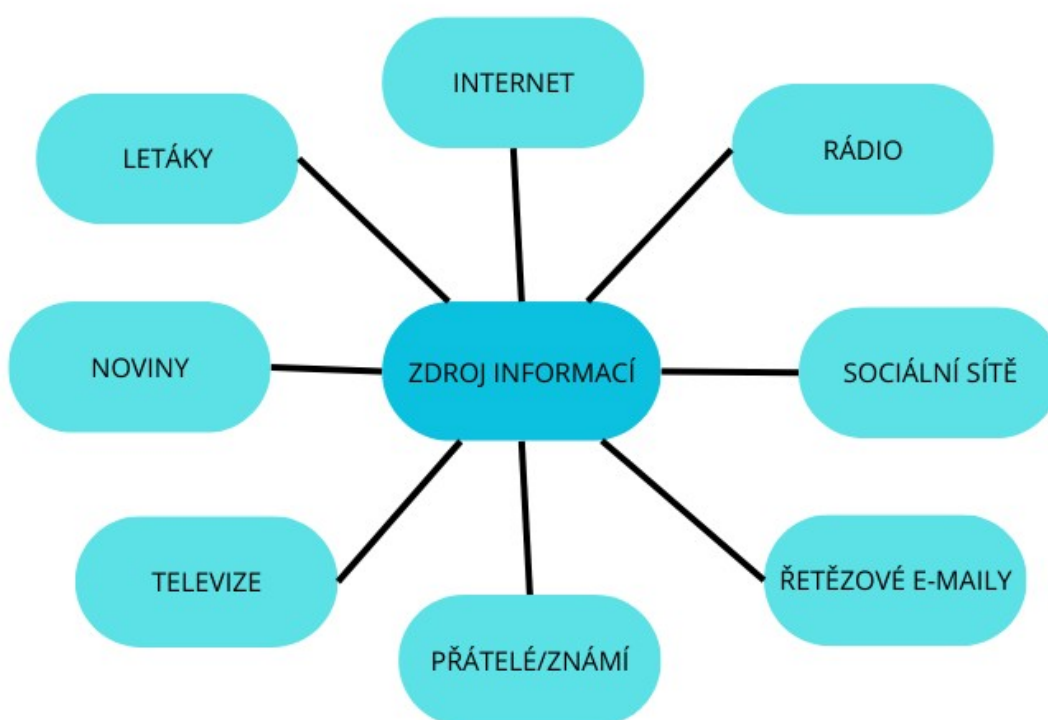 INTERNET
RÁDIO
LETÁKY
NOVINY
ZDROJ INFORMACÍ
SOCIÁLNÍ SÍTĚ
TELEVIZE
ŘETĚZOVÉ E-MAILY
PŘÁTELÉ/ZNÁMÍ